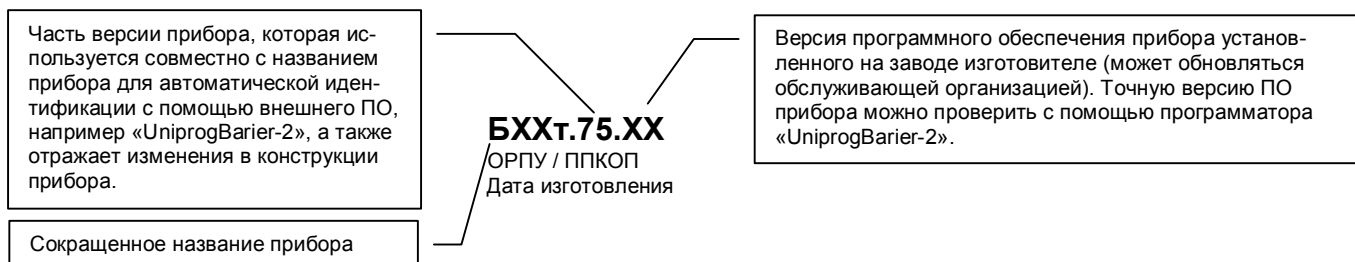 Часть версии прибора, которая ис-
пользуется совместно с названием
прибора для автоматической иден-
тификации с помощью внешнего ПО,
например «UniprogBarier-2», а также
отражает изменения в конструкции
прибора.
Сокращенное название прибора
БХХт.75.ХХ
ОРПУ / ППКОП
Дата изготовления
Версия программного обеспечения прибора установ-
ленного на заводе изготовителе (может обновляться
обслуживающей организацией). Точную версию ПО
прибора можно проверить с помощью программатора
«UniprogBarier-2».